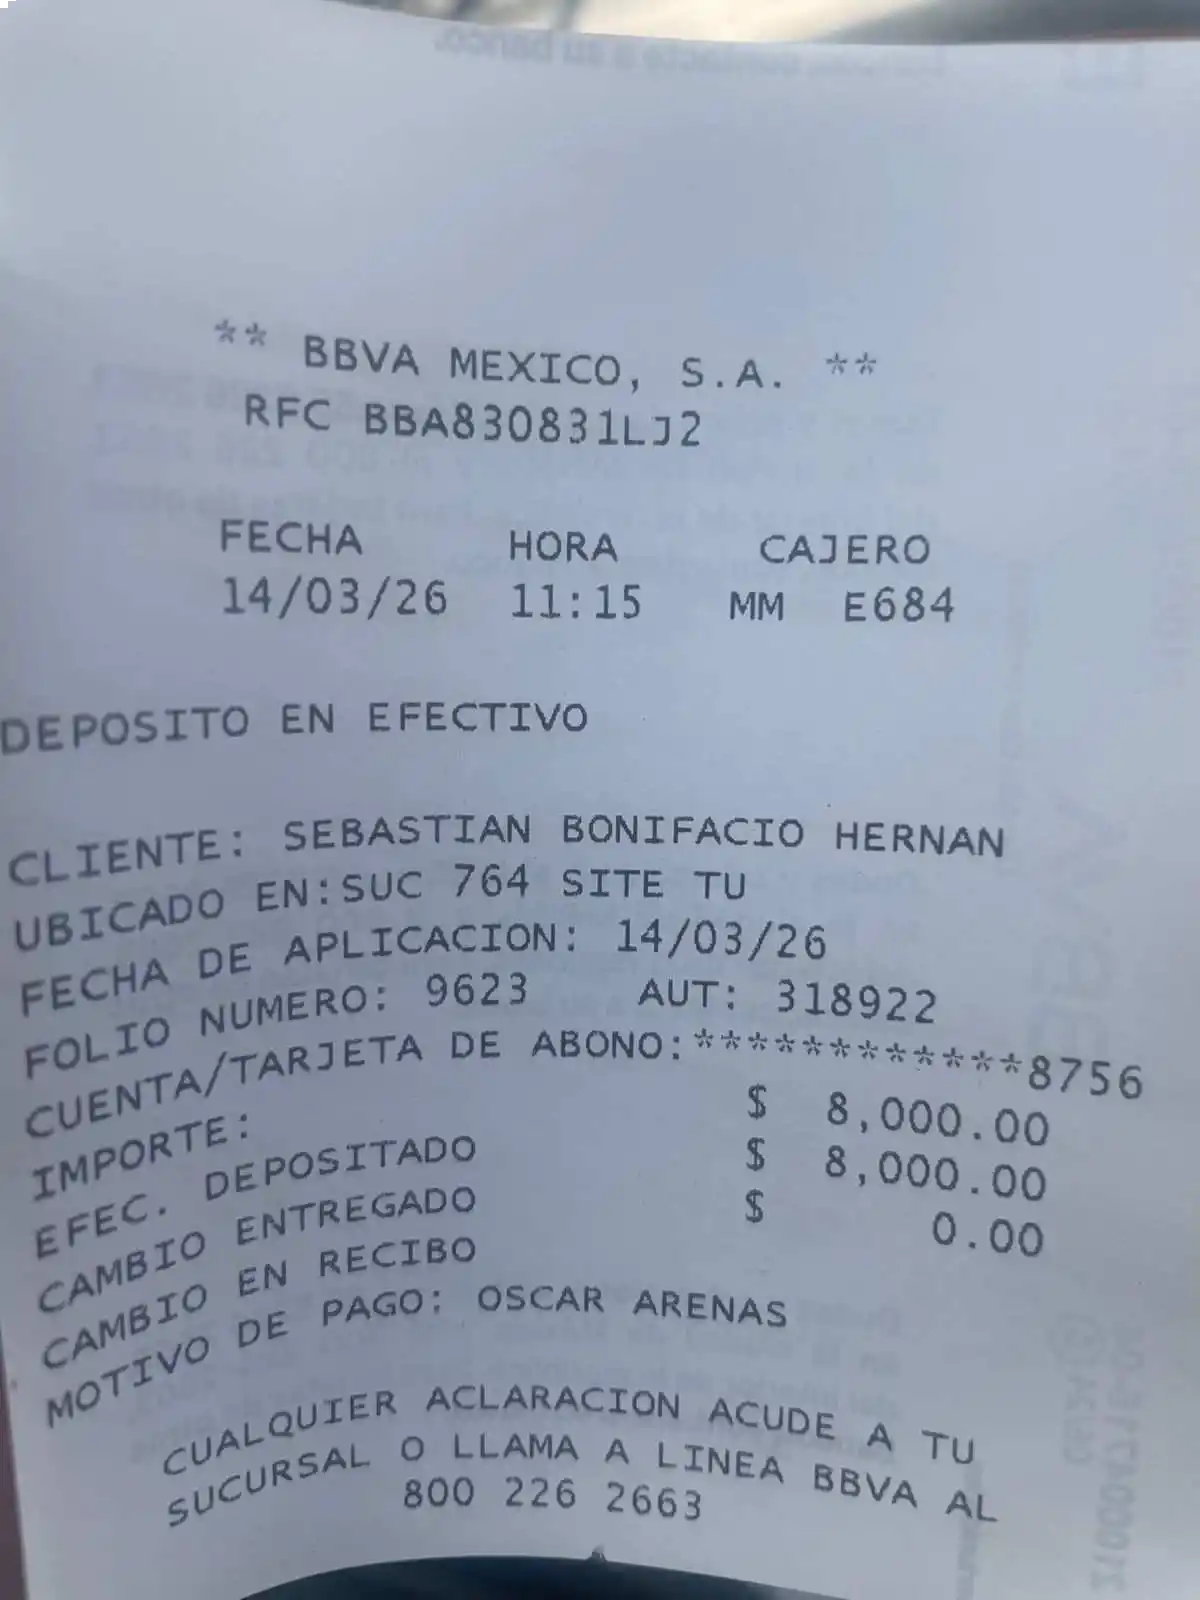 ** BBVA MEXICO, S.A. **
RFC BBA830831LJ2
FECHA HORA CAJERO
14/03/26 11:15 MM E684
DEPOSITO EN EFECTIVO
CLIENTE: SEBASTIAN BONIFACIO HERNAN
UBICADO EN:SUC 764 SITE TU
FECHA DE APLICACION: 14/03/26
FOLIO NUMERO: 9623 AUT: 318922
CUENTA/TARJETA DE ABONO:************8756
IMPORTE: $ 8,000.00
EFEC. DEPOSITADO $ 8,000.00
CAMBIO ENTREGADO $ 0.00
CAMBIO EN RECIBO
MOTIVO DE PAGO: OSCAR ARENAS
CUALQUIER ACLARACION ACUDE A TU
SUCURSAL O LLAMA A LINEA BBVA AL
800 226 2663